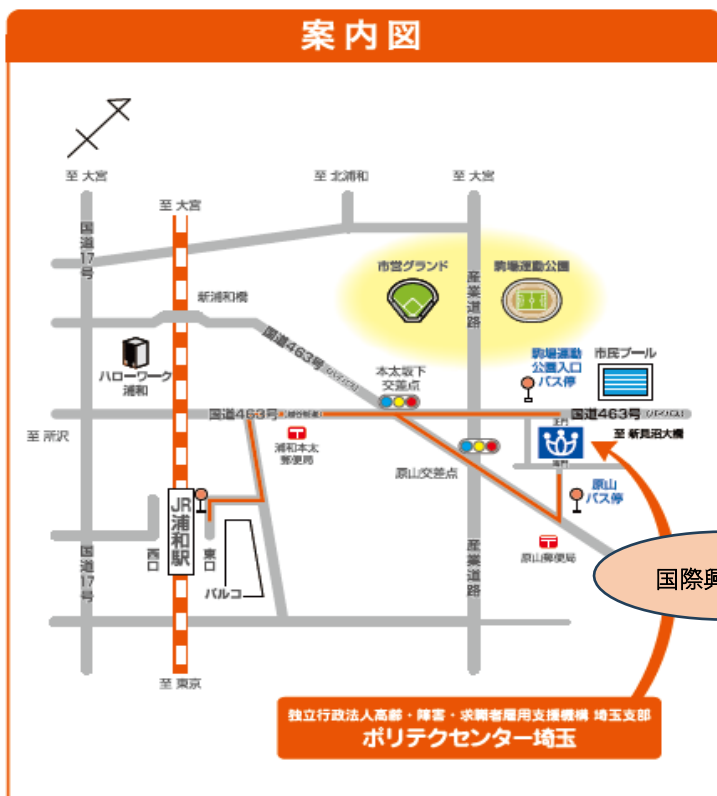 案内図
至 大宮
至 北浦和
至 大宮
至 大宮
国道17号
市営グランド
駒場運動公園
産業道路
新浦和橋
国道463号
本太坂下
交差点
駒場運動
公園入口
バス停
市民プール
ハローワーク
浦和
国道463号
国道463号
正門
至 所沢
浦和本太
郵便局
至 新見沼大橋
原山交差点
南門
原山
バス停
JR浦和駅
西口
東口
パルコ
国道17号
産業道路
原山郵便局
国際興
至 東京
独立行政法人高齢・障害・求職者雇用支援機構 埼玉支部
ポリテクセンター埼玉